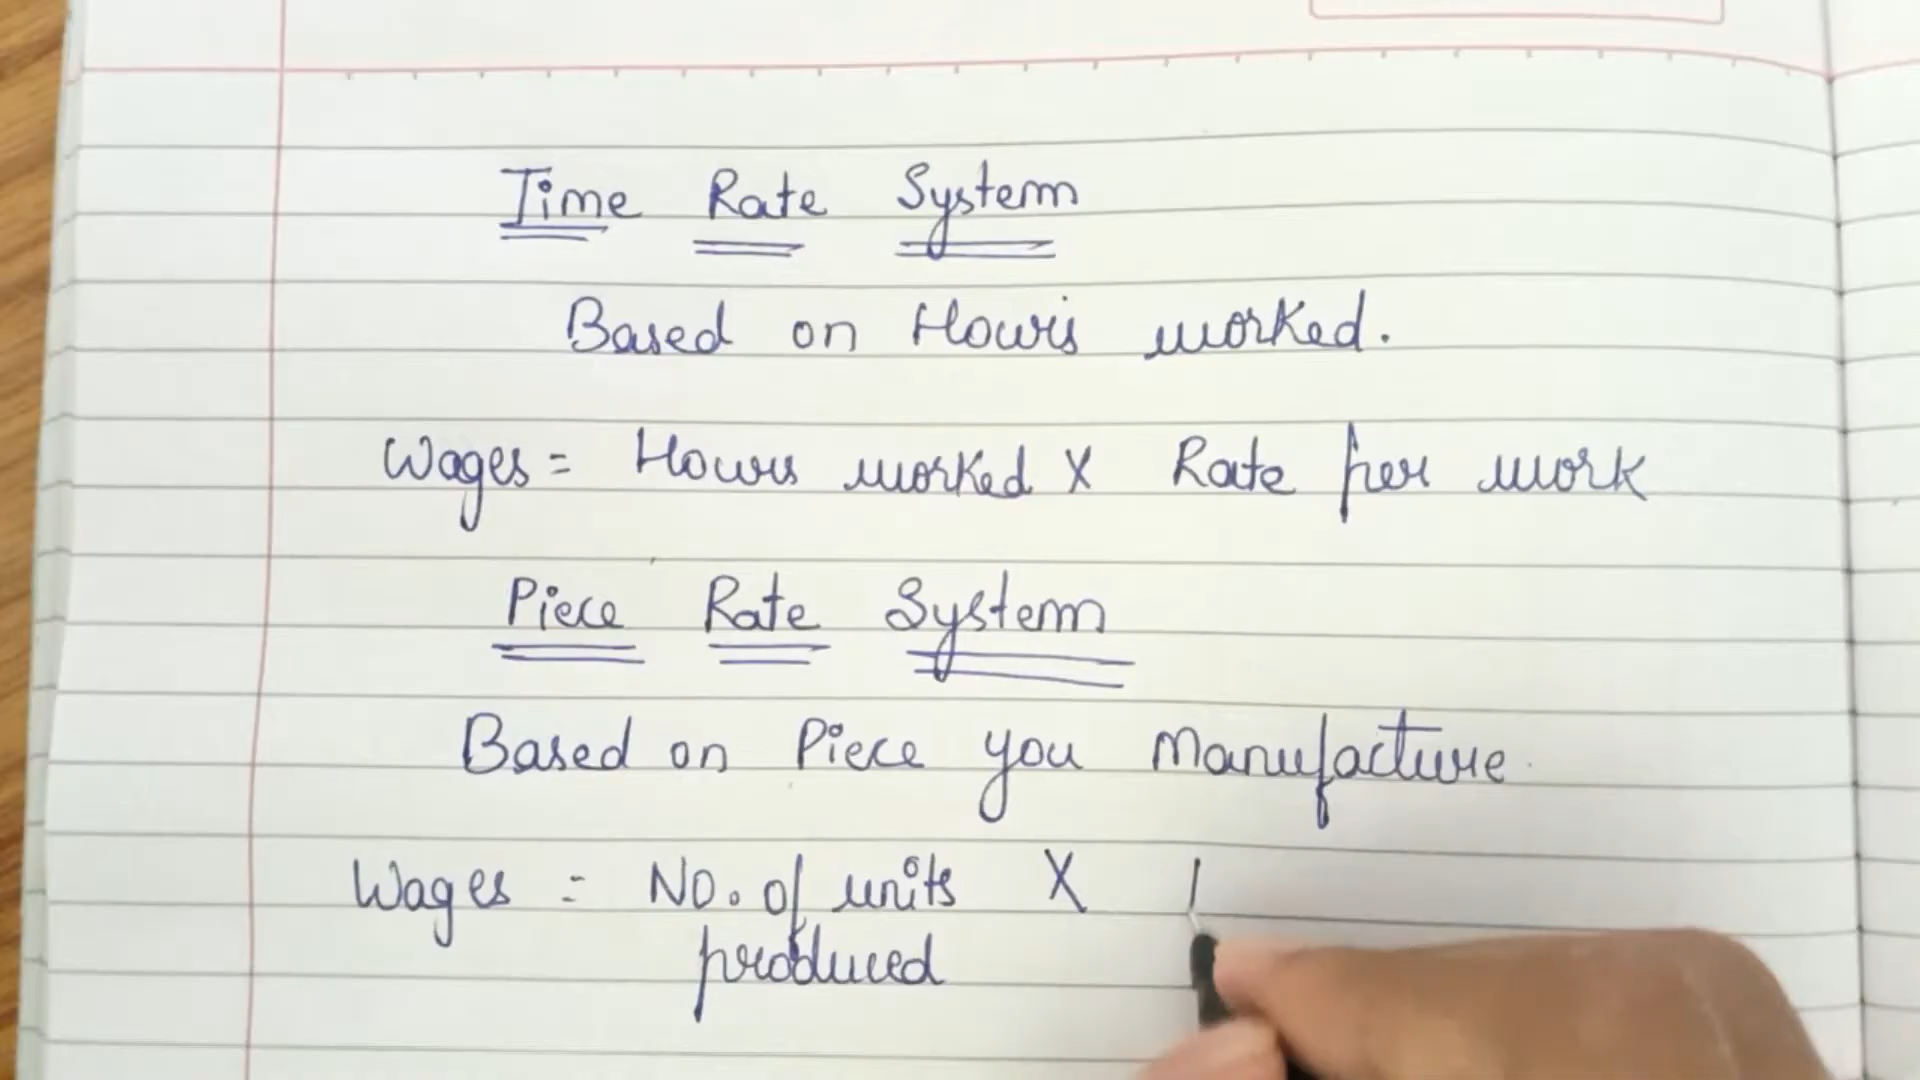 Time Rate System
Based on Hours worked.
Wages = Hours worked X Rate per work
Piece Rate System
Based on Piece you Manufacture.
Wages = No. of units X
produced